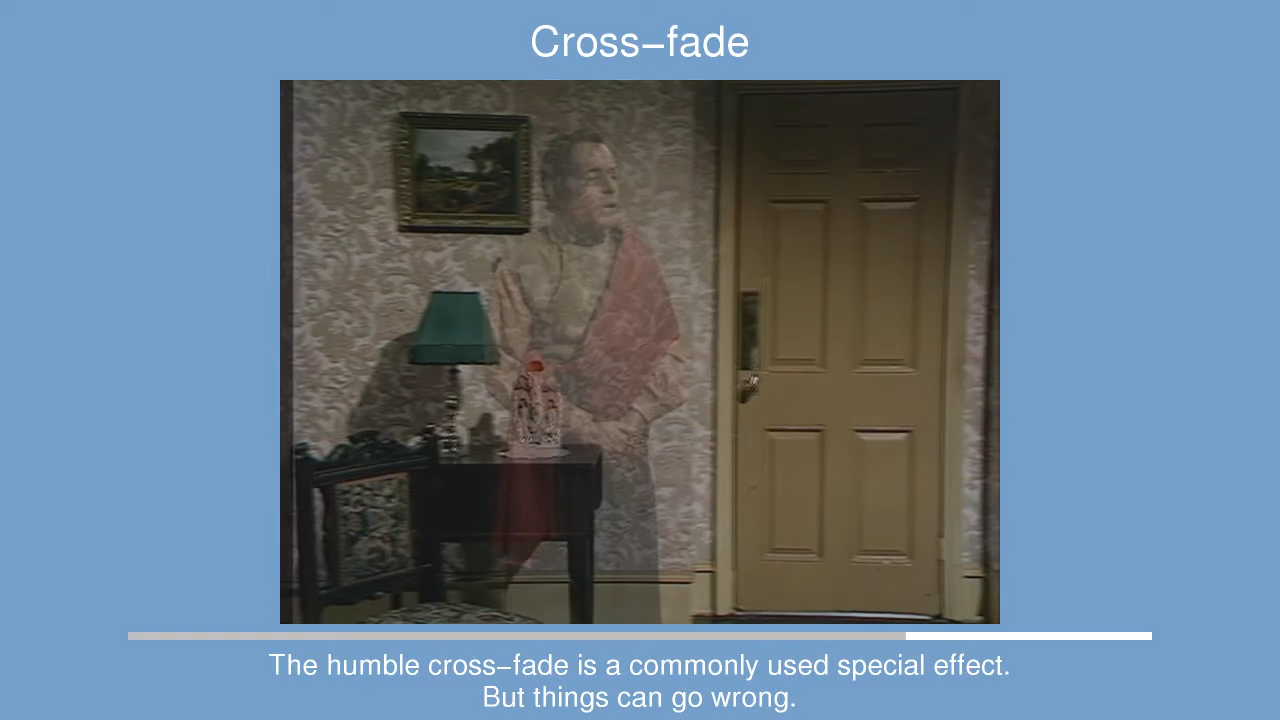 Cross–fade
The humble cross–fade is a commonly used special effect.
But things can go wrong.